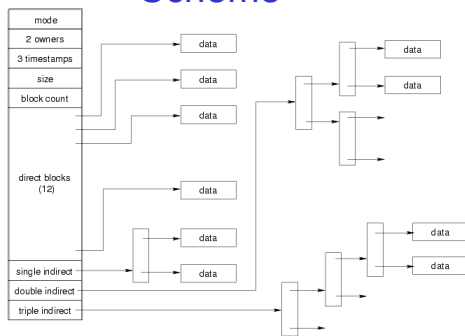 Scheme
mode
2 owners
3 timestamps
size
block count
direct blocks
(12)
single indirect
double indirect
triple indirect
data
data
data
data
data
data
data
data
data
data